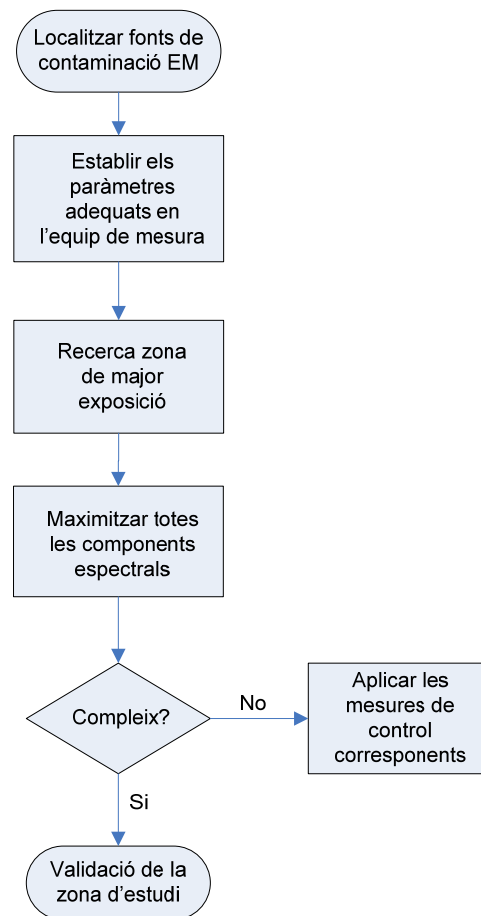 Localitzar fonts de
contaminació EM
Establir els
paràmetres
adequats en
l'equip de mesura
Recerca zona
de major
exposició
Maximitzar totes
les components
espectrals
Compleix?
No
Aplicar les
mesures de
control
corresponents
Si
Validació de la
zona d'estudi